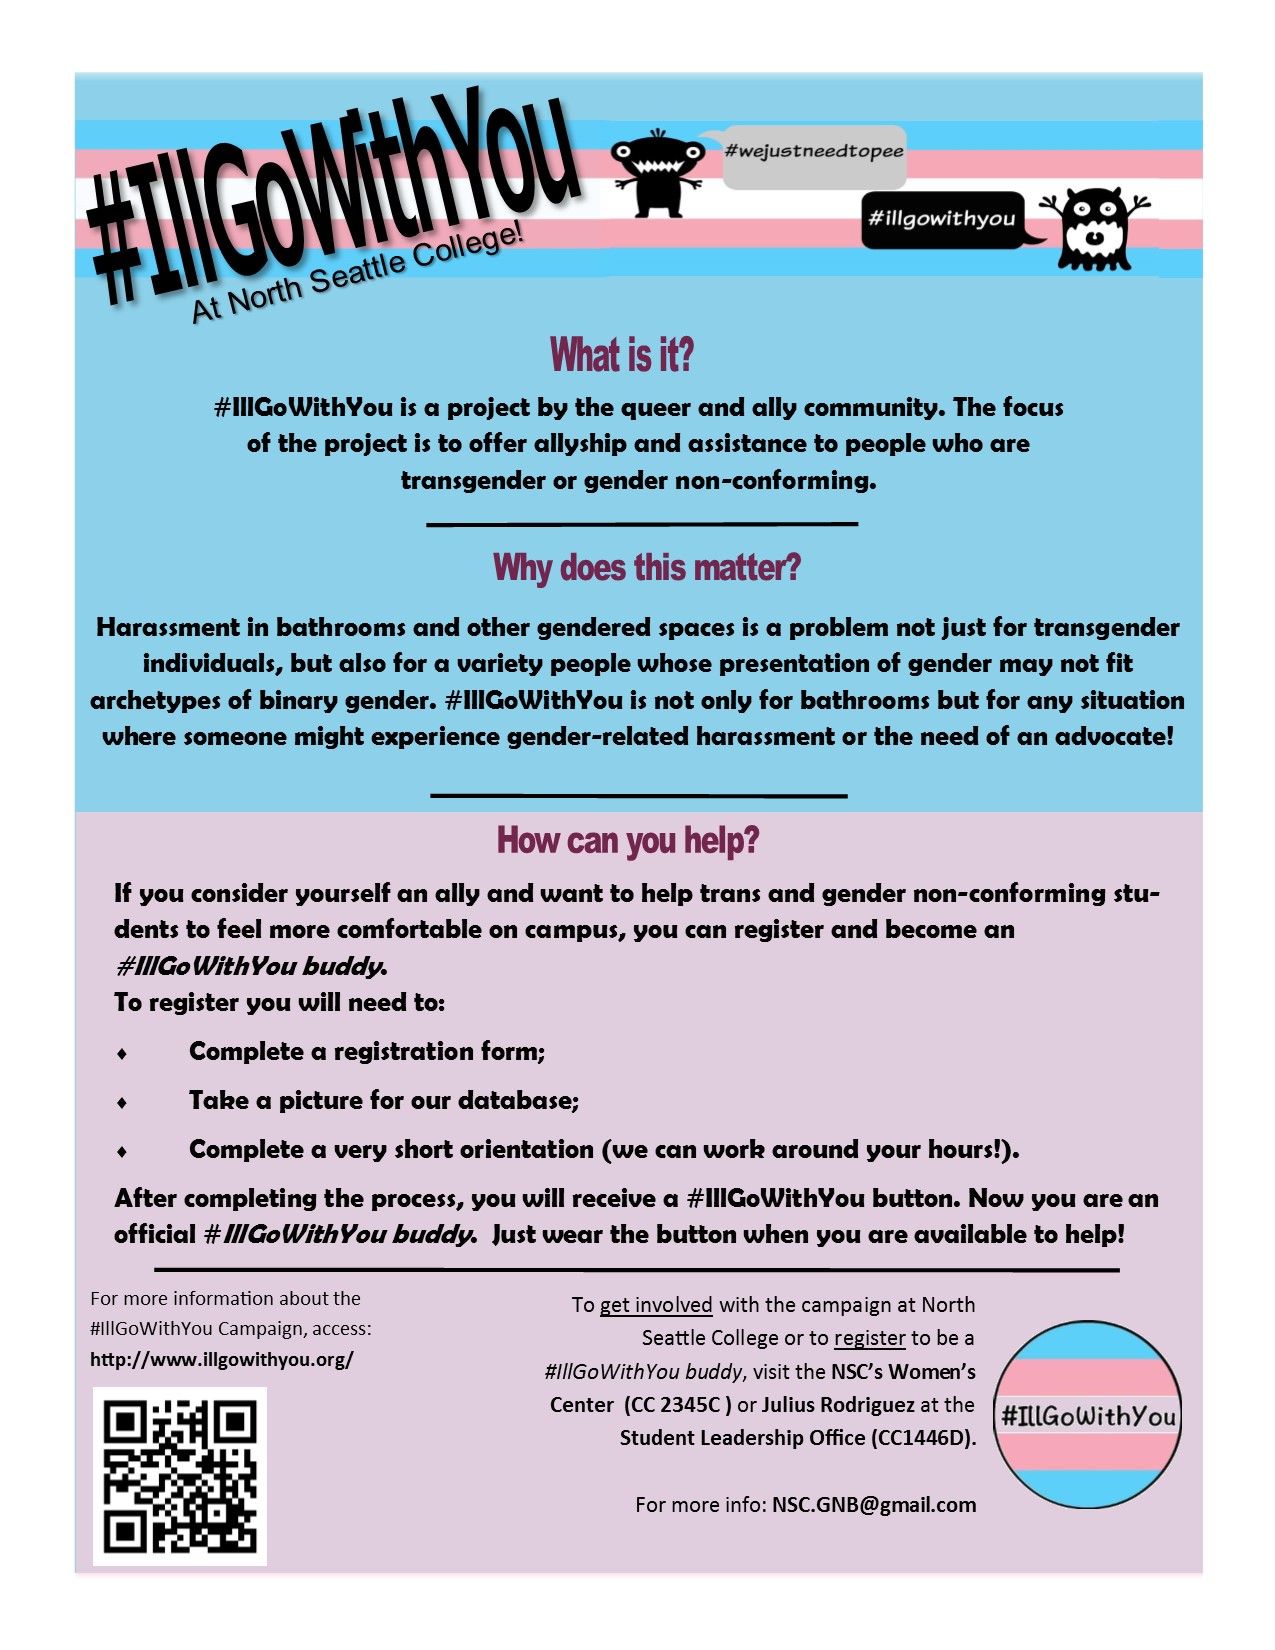 #IllGoWithYou
At North Seattle College!
#wejustneedtopee
#illgowithyou
What is it?
#IllGoWithYou is a project by the queer and ally community. The focus
of the project is to offer allyship and assistance to people who are
transgender or gender non-conforming.
Why does this matter?
Harassment in bathrooms and other gendered spaces is a problem not just for transgender
individuals, but also for a variety people whose presentation of gender may not fit
archetypes of binary gender. #IllGoWithYou is not only for bathrooms but for any situation
where someone might experience gender-related harassment or the need of an advocate!
How can you help?
If you consider yourself an ally and want to help trans and gender non-conforming stu-
dents to feel more comfortable on campus, you can register and become an
#IllGoWithYou buddy.
To register you will need to:
♦ Complete a registration form;
♦ Take a picture for our database;
♦ Complete a very short orientation (we can work around your hours!).
After completing the process, you will receive a #IllGoWithYou button. Now you are an
official #IllGoWithYou buddy. Just wear the button when you are available to help!
For more information about the
#IllGoWithYou Campaign, access:
http://www.illgowithyou.org/
To get involved with the campaign at North
Seattle College or to register to be a
#IllGoWithYou buddy, visit the NSC's Women's
Center (CC 2345C ) or Julius Rodriguez at the
Student Leadership Office (CC1446D).
For more info: NSC.GNB@gmail.com
#IllGoWithYou